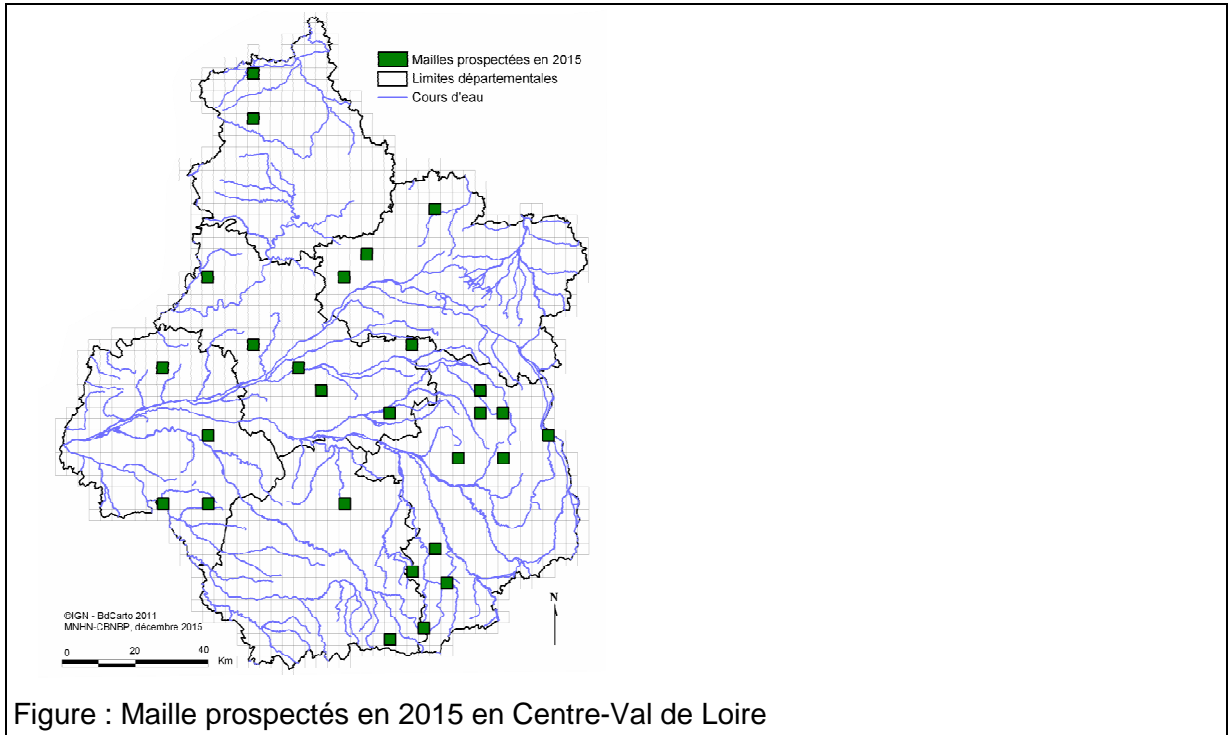 Mailles prospectées en 2015
Limites départementales
Cours d'eau
N
©IGN - BdCarto 2011
MNHN-CBNBP, décembre 2015
0 20 40 Km
Figure : Maille prospectés en 2015 en Centre-Val de Loire